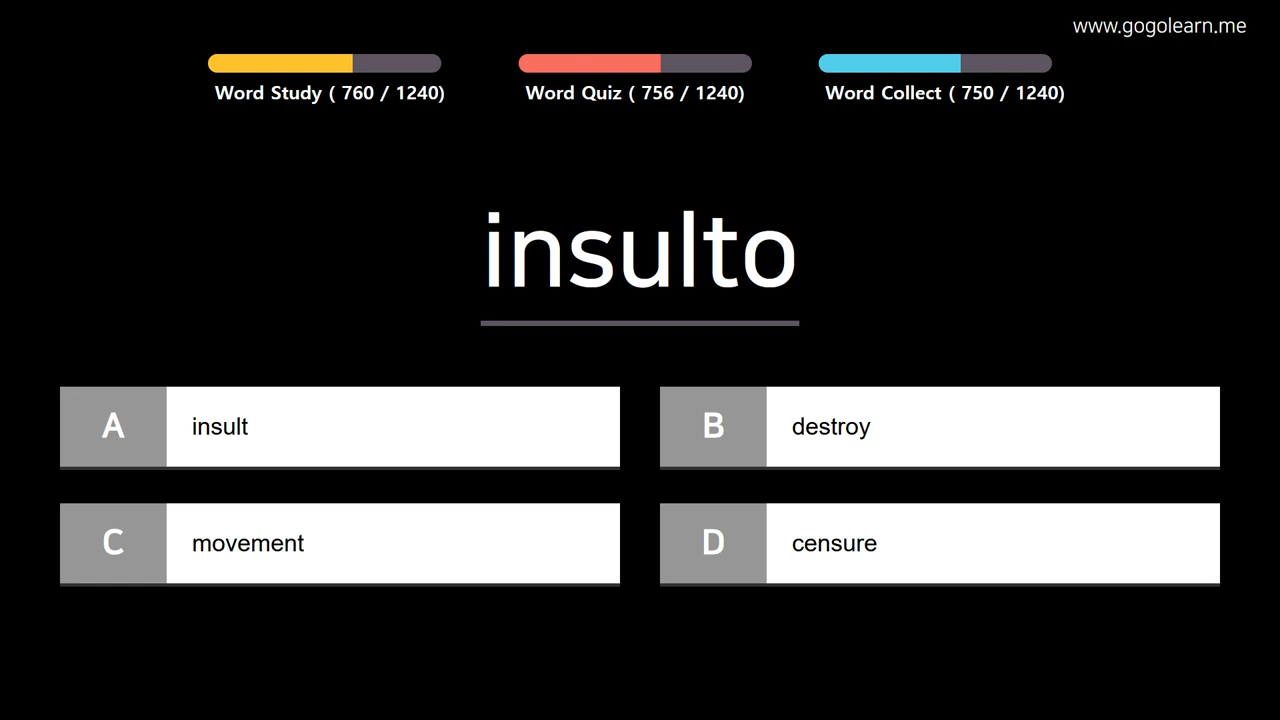 www.gogolearn.me
Word Study ( 760 / 1240)
Word Quiz ( 756 / 1240)
Word Collect ( 750 / 1240)
insulto
A insult
B destroy
C movement
D censure